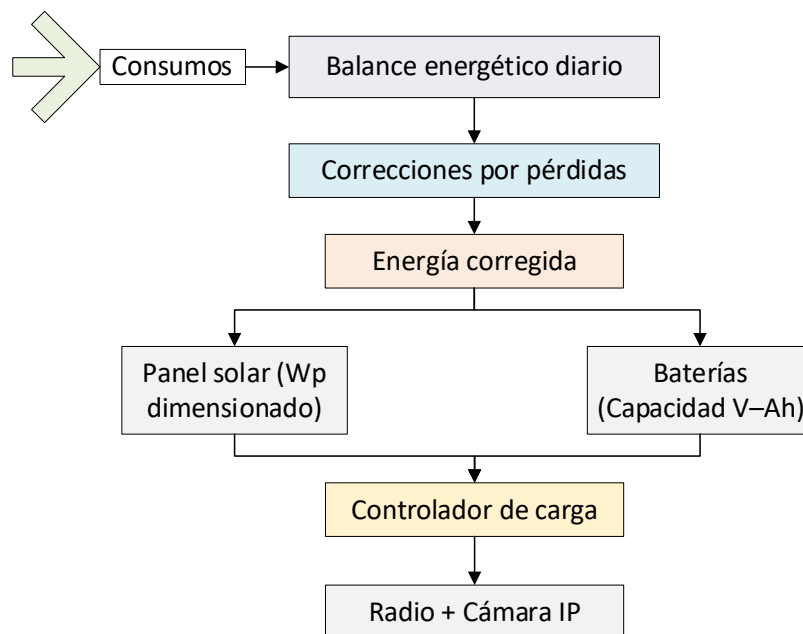 Consumos
Balance energético diario
Correcciones por pérdidas
Energía corregida
Panel solar (Wp
dimensionado)
Baterías
(Capacidad V–Ah)
Controlador de carga
Radio + Cámara IP